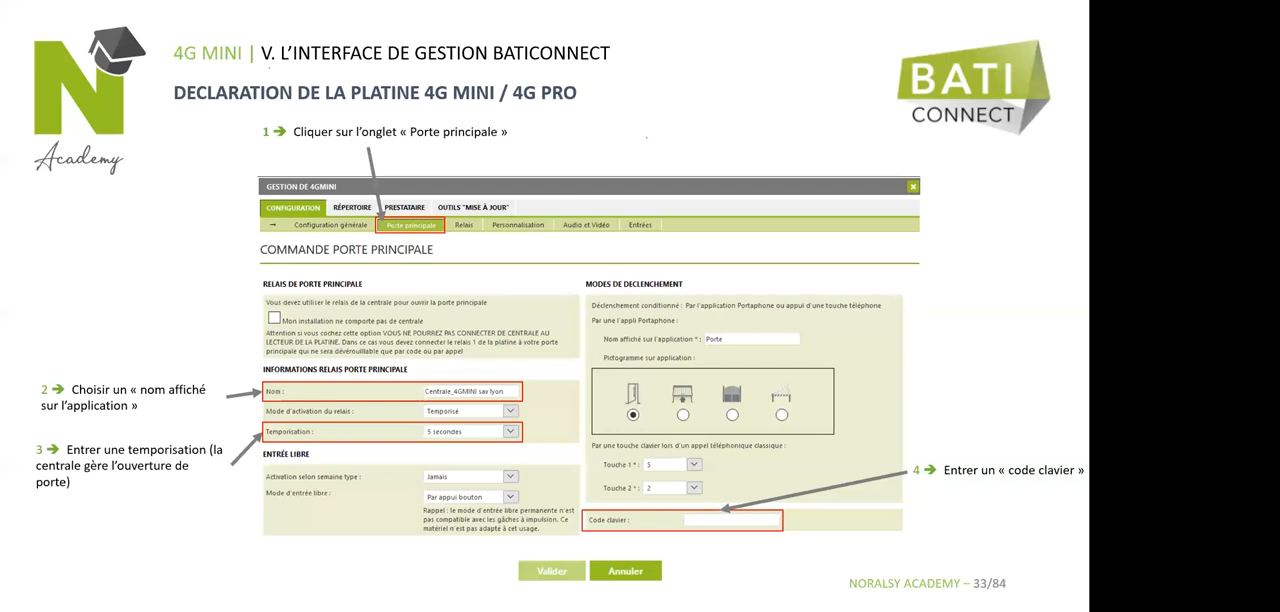 N
Academy
4G MINI | V. L'INTERFACE DE GESTION BATICONNECT
DECLARATION DE LA PLATINE 4G MINI / 4G PRO
BATI
CONNECT
1 → Cliquer sur l'onglet « Porte principale »
GESTION DE 4GMINI
CONFIGURATION RÉPERTOIRE PRESTATAIRE OUTILS "MISE À JOUR"
→ Configuration générale Porte principale Relais Personnalisation Audio et Vidéo Entrées
COMMANDE PORTE PRINCIPALE
RELAIS DE PORTE PRINCIPALE
Vous devez utiliser le relais de la centrale pour ouvrir la porte principale
Mon installation ne comporte pas de centrale
Attention si vous cochez cette option VOUS NE POURREZ PAS CONNECTER DE CENTRALE AU
LECTEUR DE LA PLATINE. Dans ce cas vous devez connecter le relais 1 de la platine à votre porte
principale qui ne sera dévérouillable que par code ou par appel
INFORMATIONS RELAIS PORTE PRINCIPALE
Nom : Centrale_4GMINI sav lyon
Mode d'activation du relais : Temporisé
Temporisation : 5 secondes
ENTRÉE LIBRE
Activation selon semaine type : Jamais
Mode d'entrée libre : Par appui bouton
Rappel : le mode d'entrée libre permanente n'est
pas compatible avec les gâches à impulsion. Ce
matériel n'est pas adapté à cet usage.
MODES DE DECLENCHEMENT
Déclenchement conditionné : Par l'application Portaphone ou appui d'une touche téléphone
Par une l'appli Portaphone :
Nom affiché sur l'application * : Porte
Pictogramme sur application :
Par une touche clavier lors d'un appel téléphonique classique :
Touche 1 * : 5
Touche 2 * : 2
Code clavier :
2 → Choisir un « nom affiché
sur l'application »
3 → Entrer une temporisation (la
centrale gère l'ouverture de
porte)
4 → Entrer un « code clavier »
Valider Annuler
NORALSY ACADEMY – 33/84